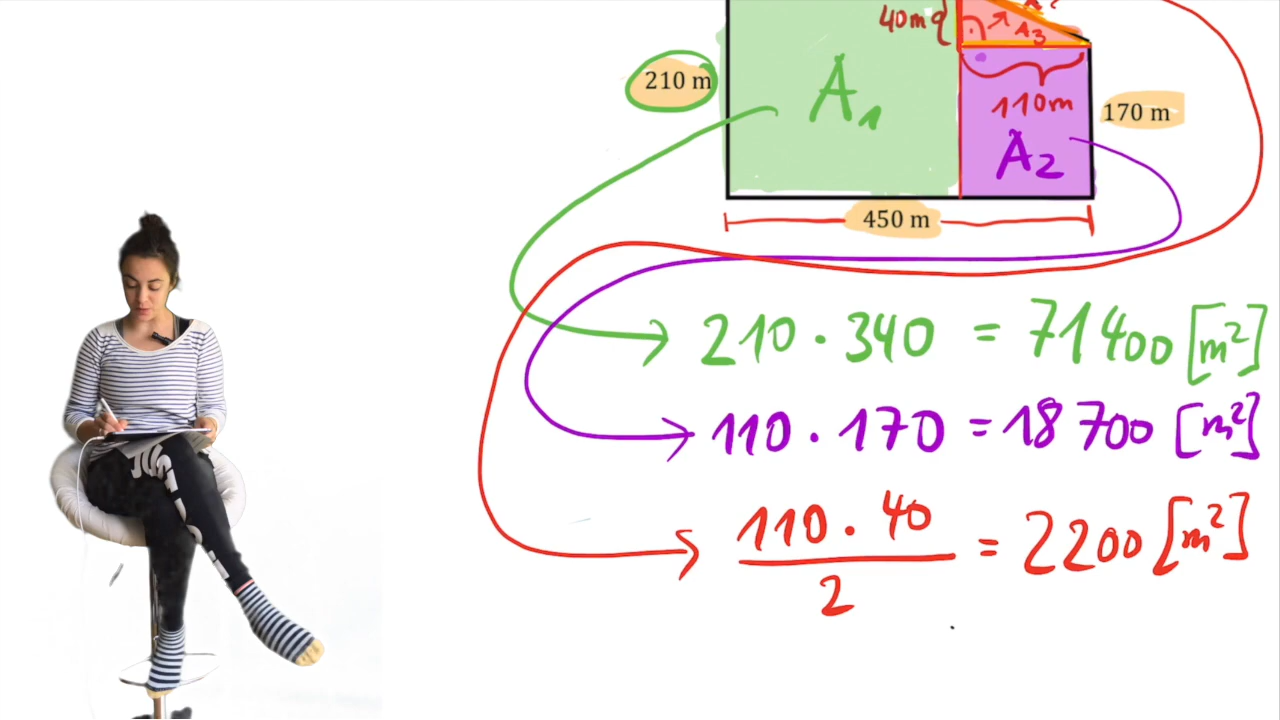 40m
A₃
210 m
A₁
110m
170 m
A₂
450 m
210 · 340 = 71400 [m²]
110 · 170 = 18700 [m²]
110 · 40
2
= 2200 [m²]